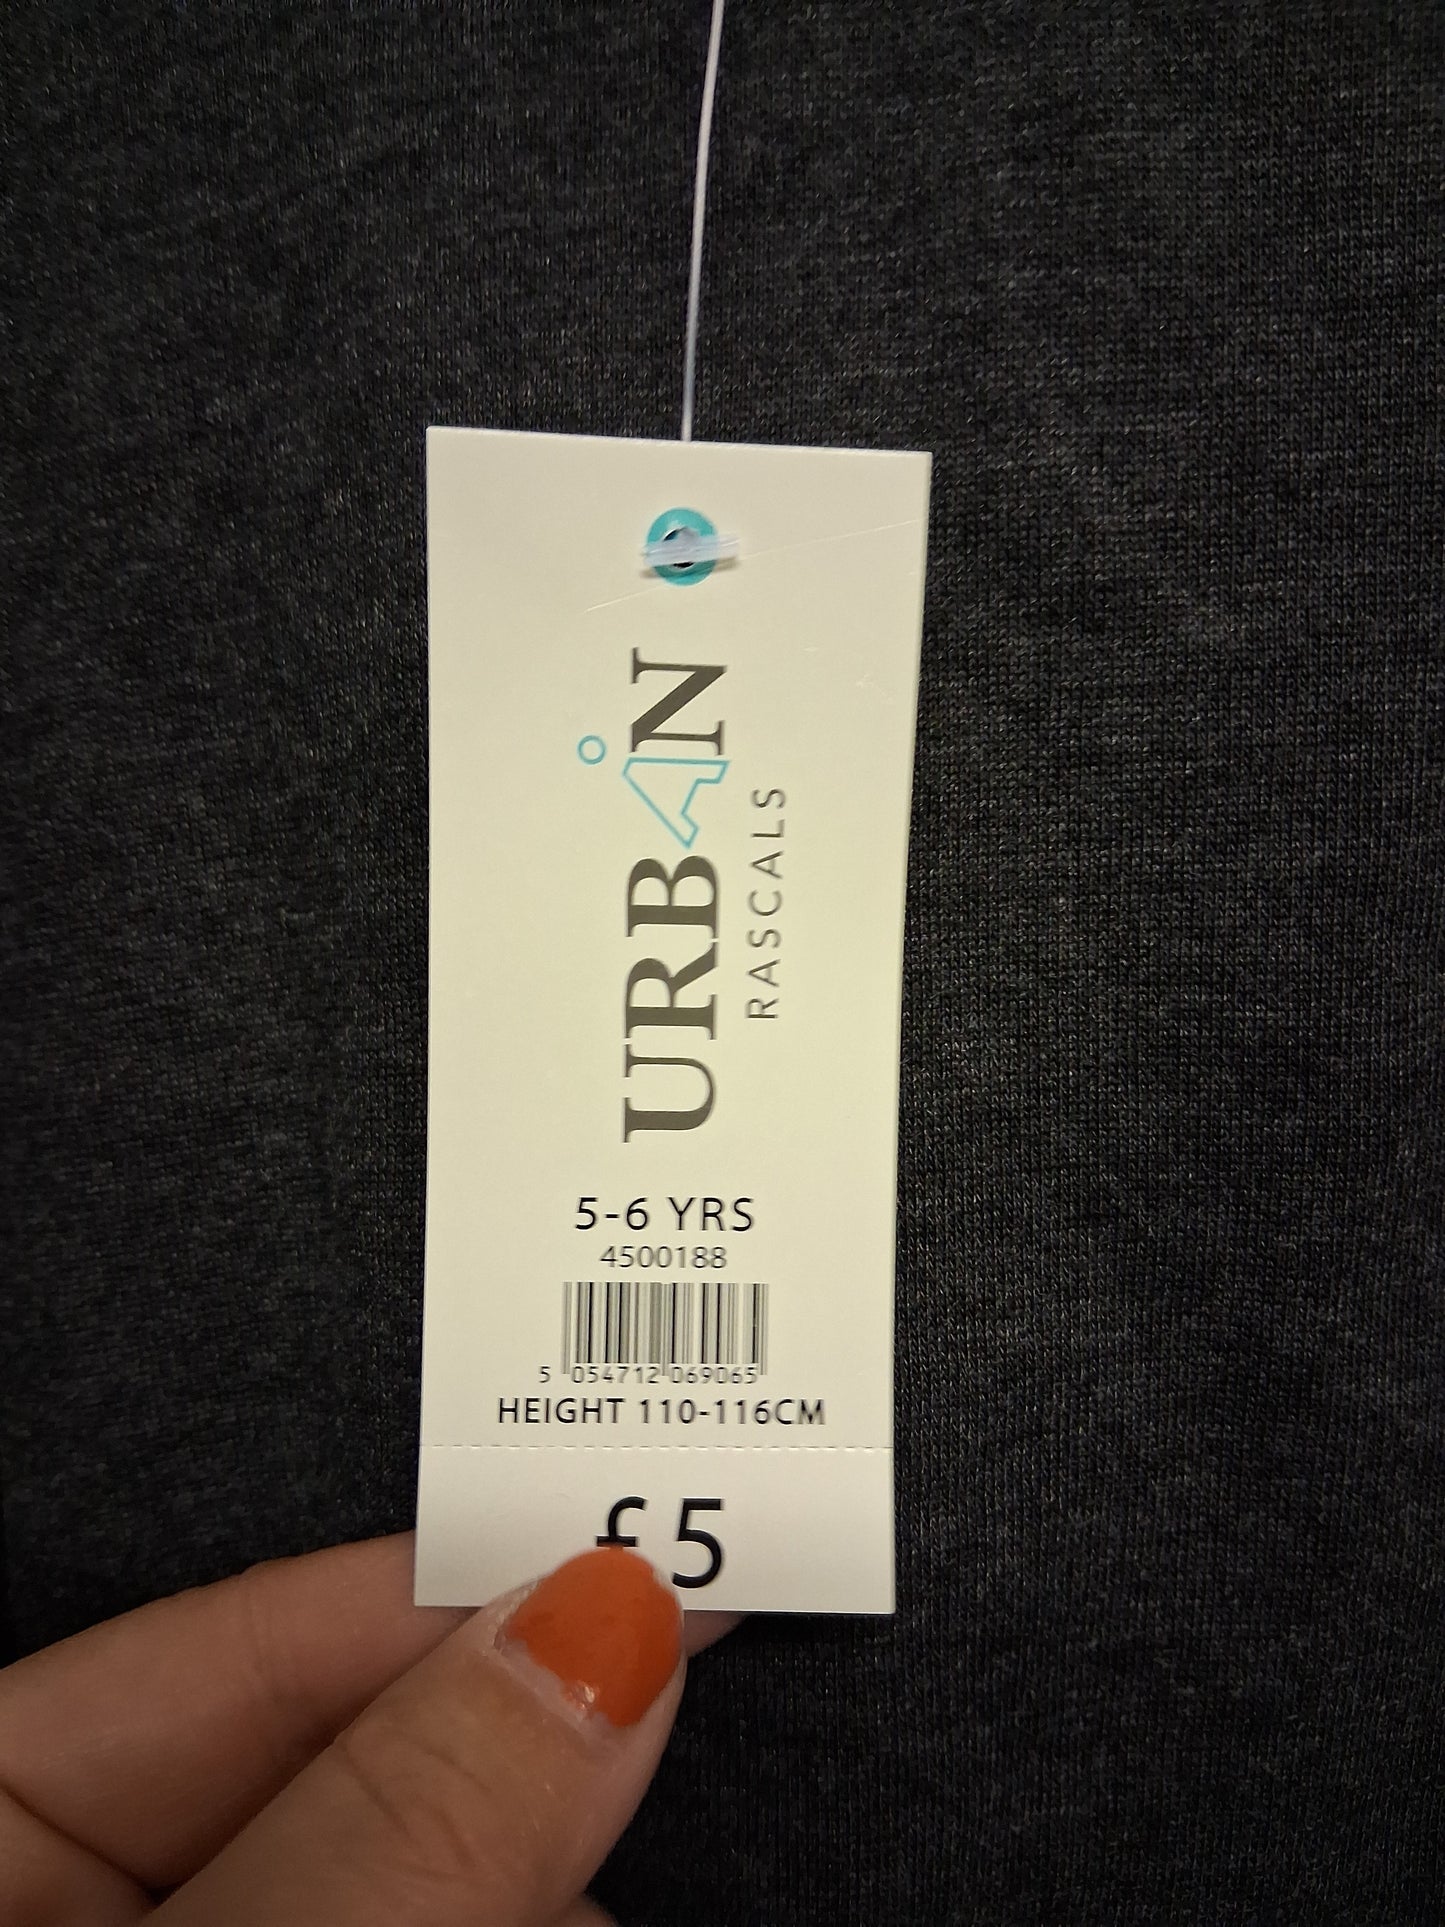 URBAN
RASCALS
5-6 YRS
4500188
5 054712 069065
HEIGHT 110-116CM
£5